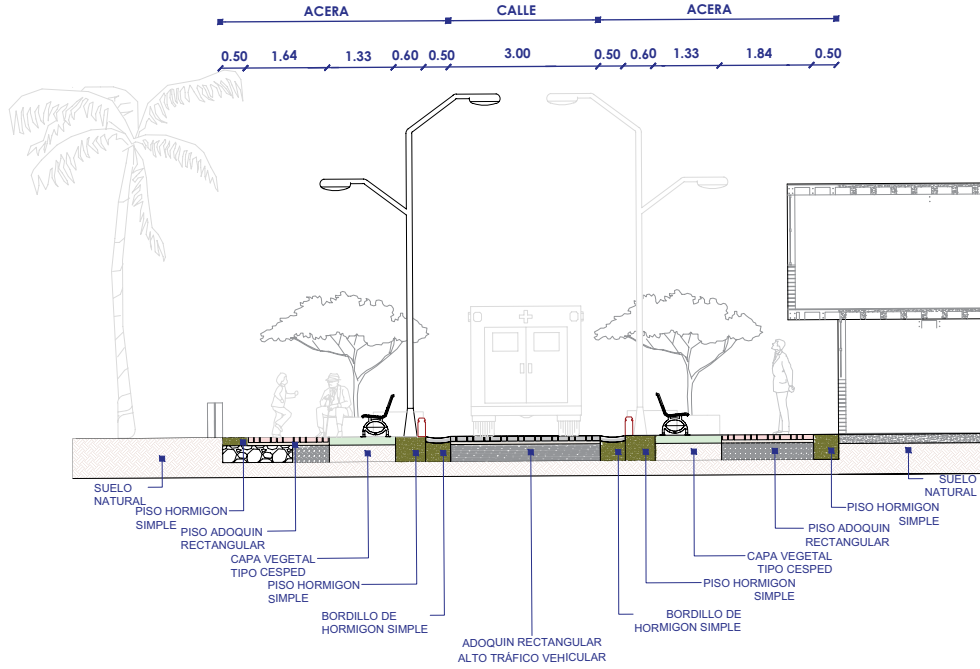 ACERA CALLE ACERA
0.50 1.64 1.33 0.60 0.50 3.00 0.50 0.60 1.33 1.84 0.50
SUELO
NATURAL
PISO HORMIGON
SIMPLE
PISO ADOQUIN
RECTANGULAR
CAPA VEGETAL
TIPO CESPED
PISO HORMIGON
SIMPLE
BORDILLO DE
HORMIGON SIMPLE
ADOQUIN RECTANGULAR
ALTO TRÁFICO VEHICULAR
BORDILLO DE
HORMIGON SIMPLE
PISO HORMIGON
SIMPLE
CAPA VEGETAL
TIPO CESPED
PISO ADOQUIN
RECTANGULAR
PISO HORMIGON
SIMPLE
SUELO
NATURAL